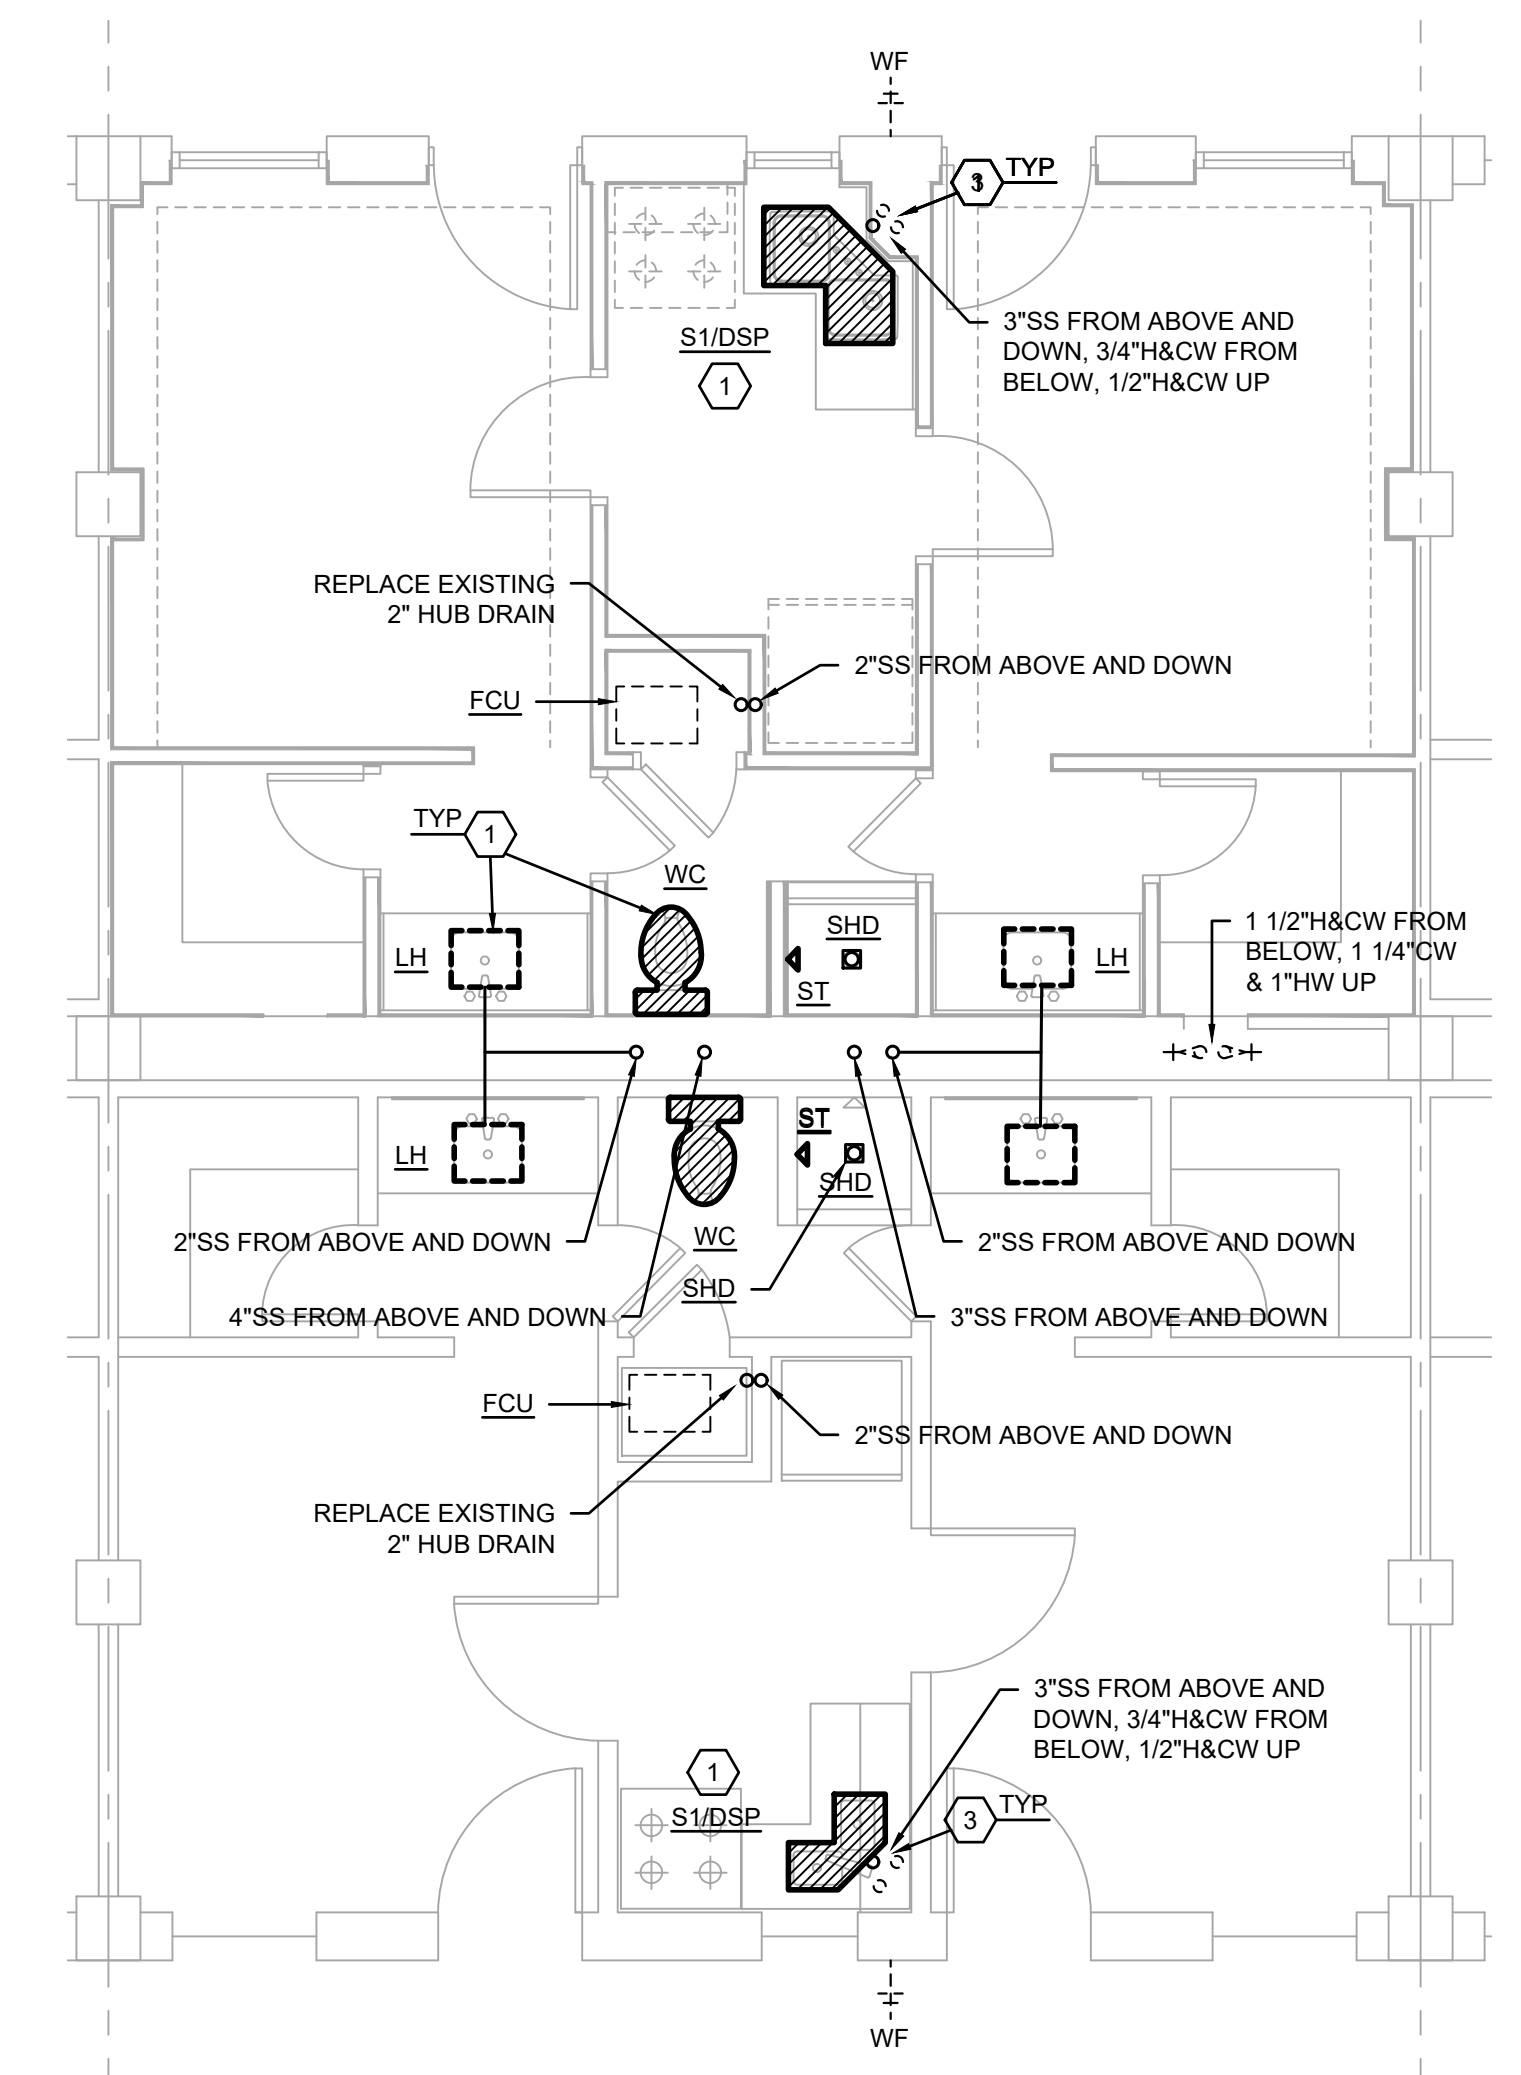 WF
3 TYP
3"SS FROM ABOVE AND
DOWN, 3/4"H&CW FROM
BELOW, 1/2"H&CW UP
S1/DSP
1
REPLACE EXISTING
2" HUB DRAIN
2"SS FROM ABOVE AND DOWN
FCU
TYP 1
WC
LH
SHD
ST
LH
1 1/2"H&CW FROM
BELOW, 1 1/4"CW
& 1"HW UP
LH
ST
SHD
2"SS FROM ABOVE AND DOWN
WC
2"SS FROM ABOVE AND DOWN
4"SS FROM ABOVE AND DOWN
SHD
3"SS FROM ABOVE AND DOWN
FCU
2"SS FROM ABOVE AND DOWN
REPLACE EXISTING
2" HUB DRAIN
3"SS FROM ABOVE AND
DOWN, 3/4"H&CW FROM
BELOW, 1/2"H&CW UP
1
S1/DSP
3 TYP
WF